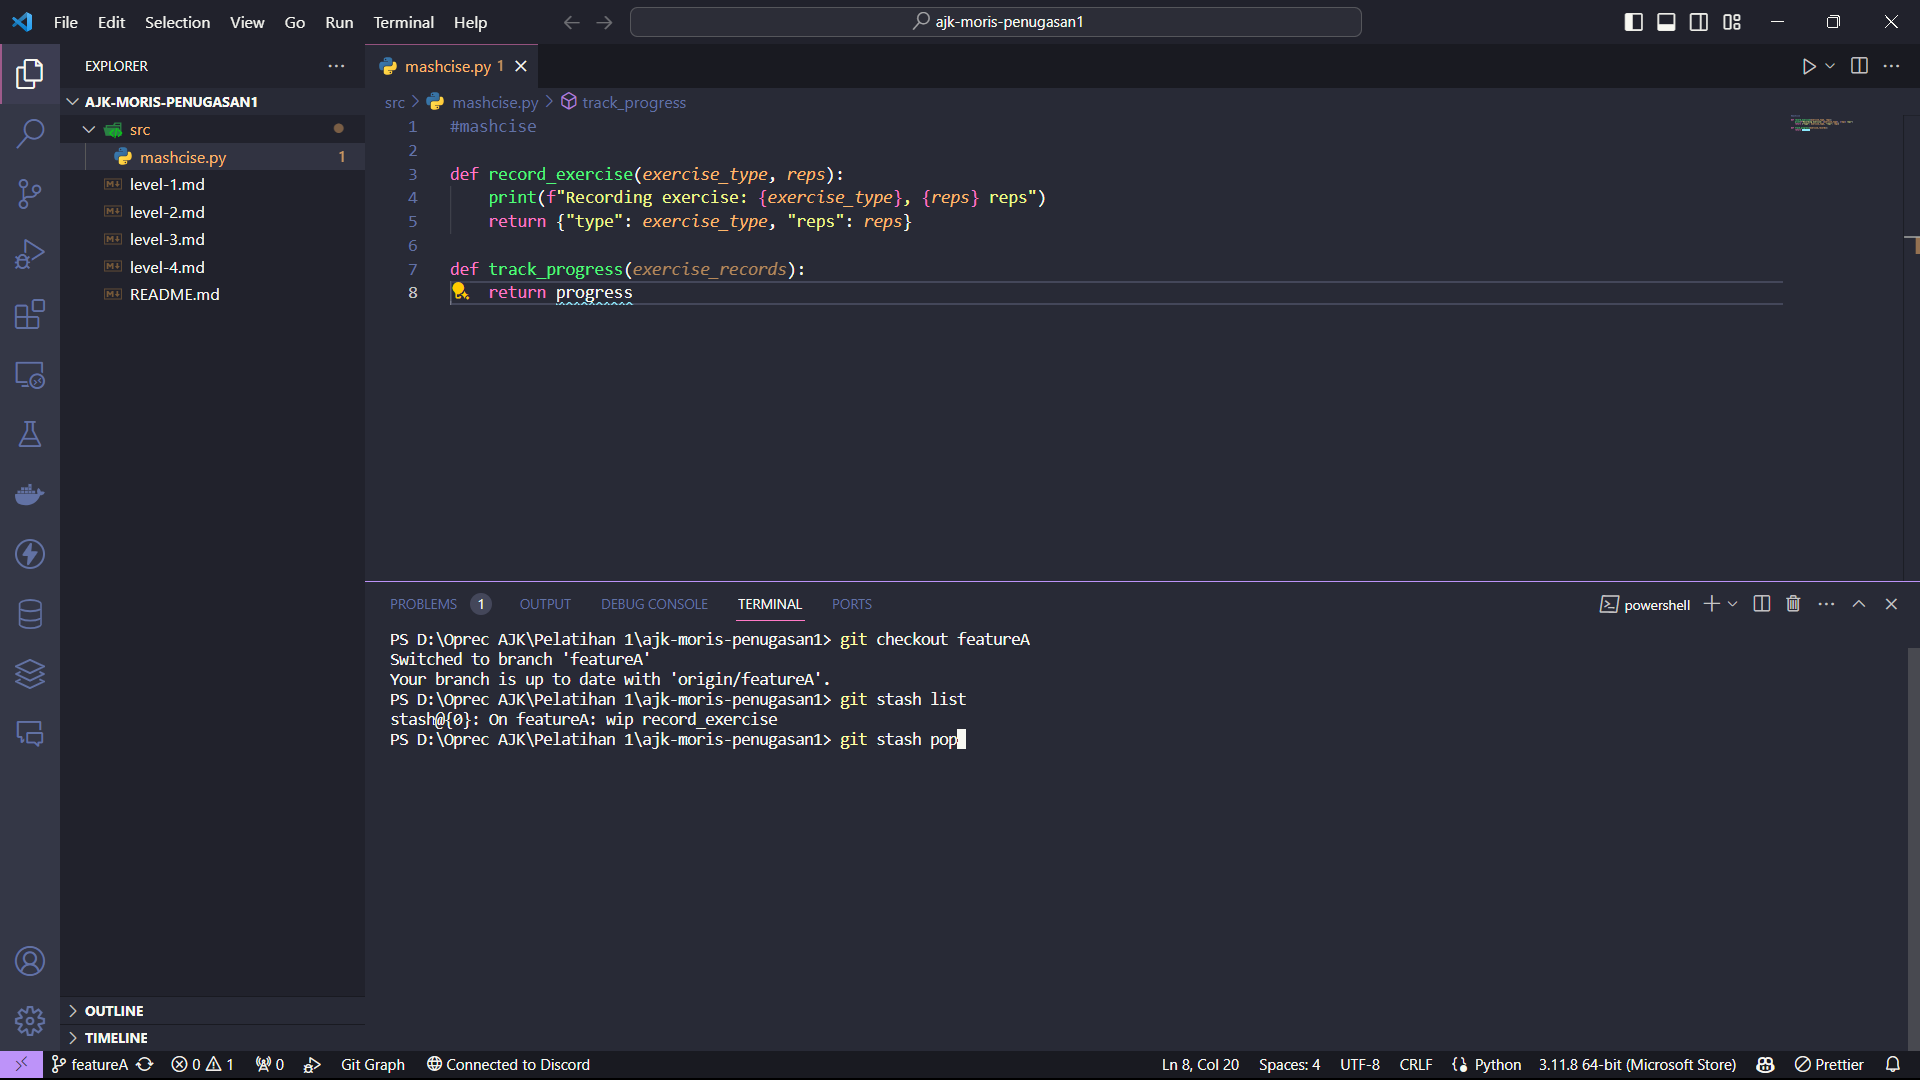 File Edit Selection View Go Run Terminal Help
ajk-moris-penugasan1
EXPLORER
AJK-MORIS-PENUGASAN1
src
mashcise.py 1
level-1.md
level-2.md
level-3.md
level-4.md
README.md
OUTLINE
TIMELINE
mashcise.py 1
src > mashcise.py > track_progress
1 #mashcise
2
3 def record_exercise(exercise_type, reps):
4     print(f"Recording exercise: {exercise_type}, {reps} reps")
5     return {"type": exercise_type, "reps": reps}
6
7 def track_progress(exercise_records):
8     return progress
PROBLEMS 1 OUTPUT DEBUG CONSOLE TERMINAL PORTS
powershell
PS D:\Oprec AJK\Pelatihan 1\ajk-moris-penugasan1> git checkout featureA
Switched to branch 'featureA'
Your branch is up to date with 'origin/featureA'.
PS D:\Oprec AJK\Pelatihan 1\ajk-moris-penugasan1> git stash list
stash@{0}: On featureA: wip record_exercise
PS D:\Oprec AJK\Pelatihan 1\ajk-moris-penugasan1> git stash pop
featureA 0 1 0 Git Graph Connected to Discord Ln 8, Col 20 Spaces: 4 UTF-8 CRLF Python 3.11.8 64-bit (Microsoft Store) Prettier